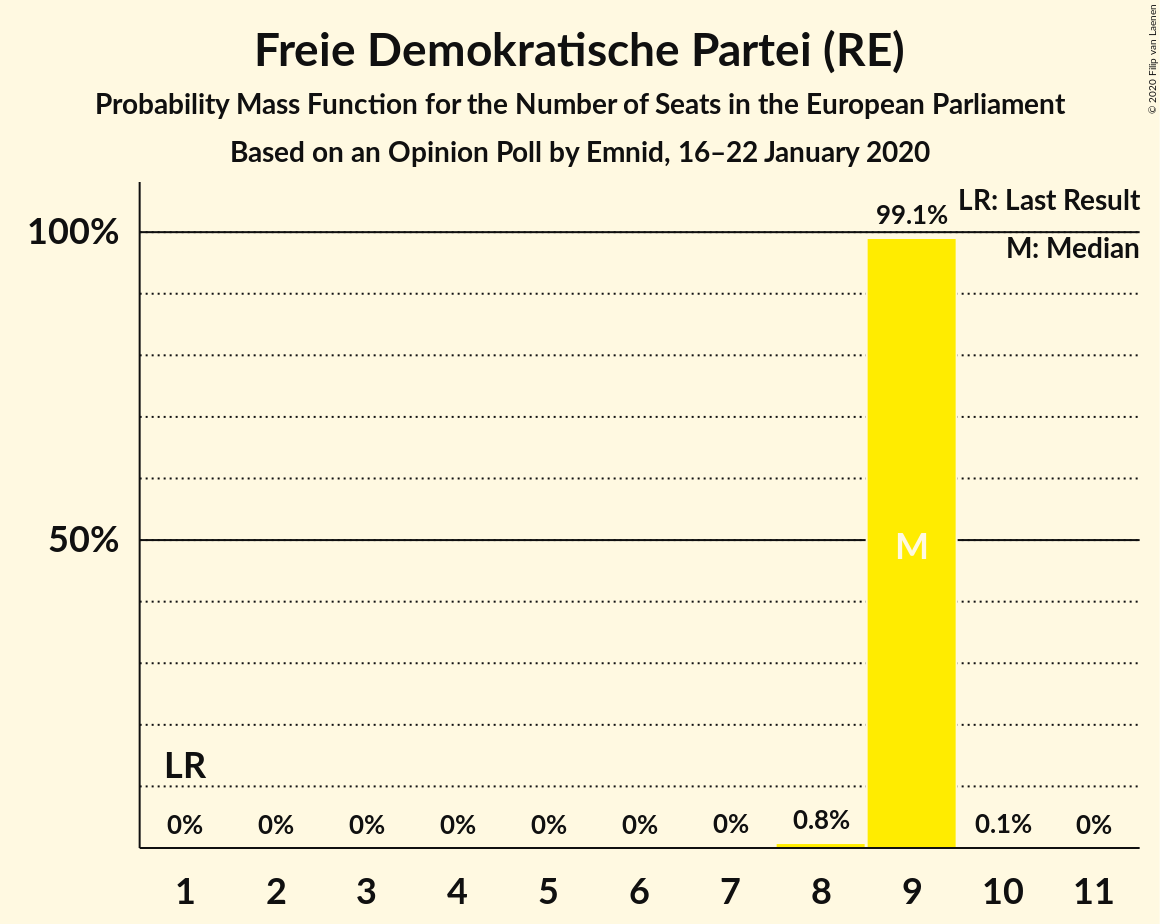 Freie Demokratische Partei (RE)
Probability Mass Function for the Number of Seats in the European Parliament
Based on an Opinion Poll by Emnid, 16–22 January 2020
© 2020 Filip van Laenen
LR: Last Result
M: Median
99.1%
100%
50%
M
LR
0% 0% 0% 0% 0% 0% 0% 0.8% 0.1% 0%
1 2 3 4 5 6 7 8 9 10 11